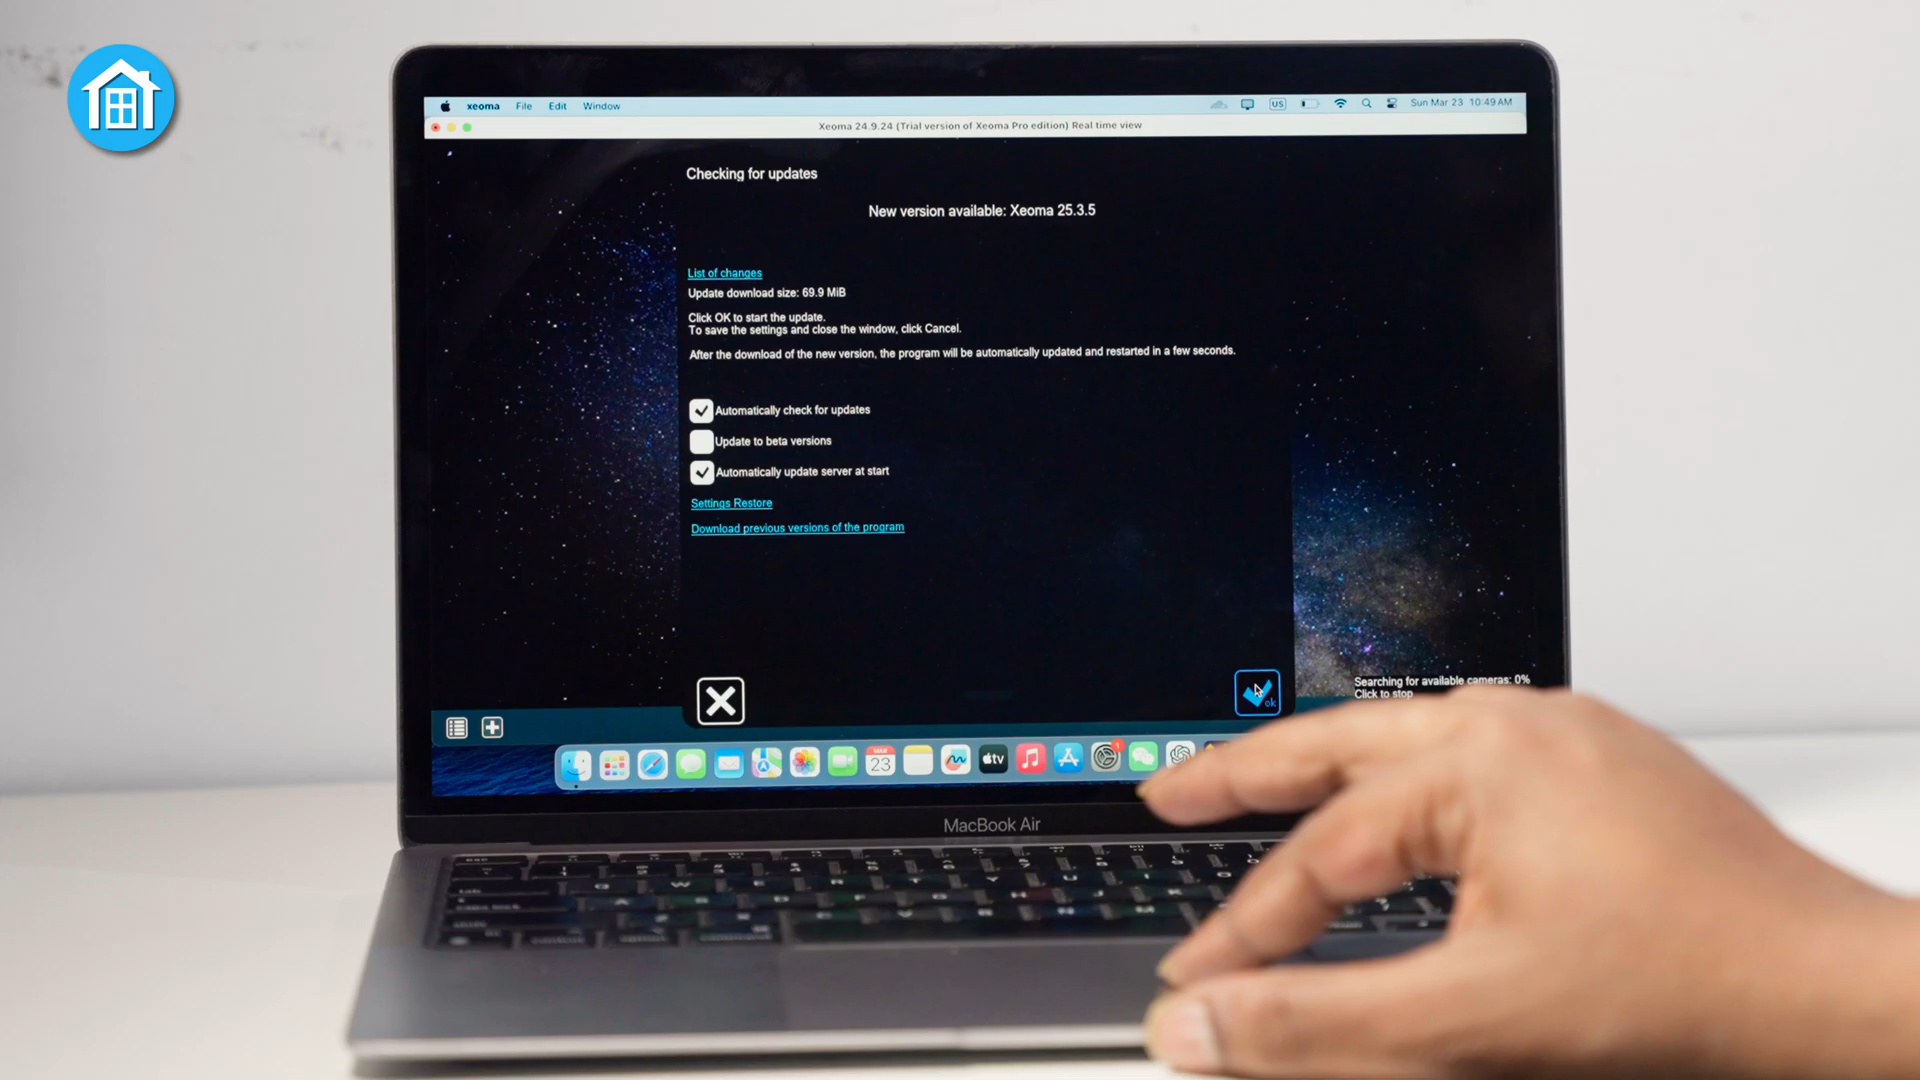 xeoma File Edit Window
US
Sun Mar 23 10:49 AM
Xeoma 24.9.24 (Trial version of Xeoma Pro edition) Real time view
Checking for updates
New version available: Xeoma 25.3.5
List of changes
Update download size: 69.9 MiB
Click OK to start the update.
To save the settings and close the window, click Cancel.
After the download of the new version, the program will be automatically updated and restarted in a few seconds.
Automatically check for updates
Update to beta versions
Automatically update server at start
Settings Restore
Download previous versions of the program
ok
Searching for available cameras: 0%
Click to stop
MAR
23
tv
1
MacBook Air